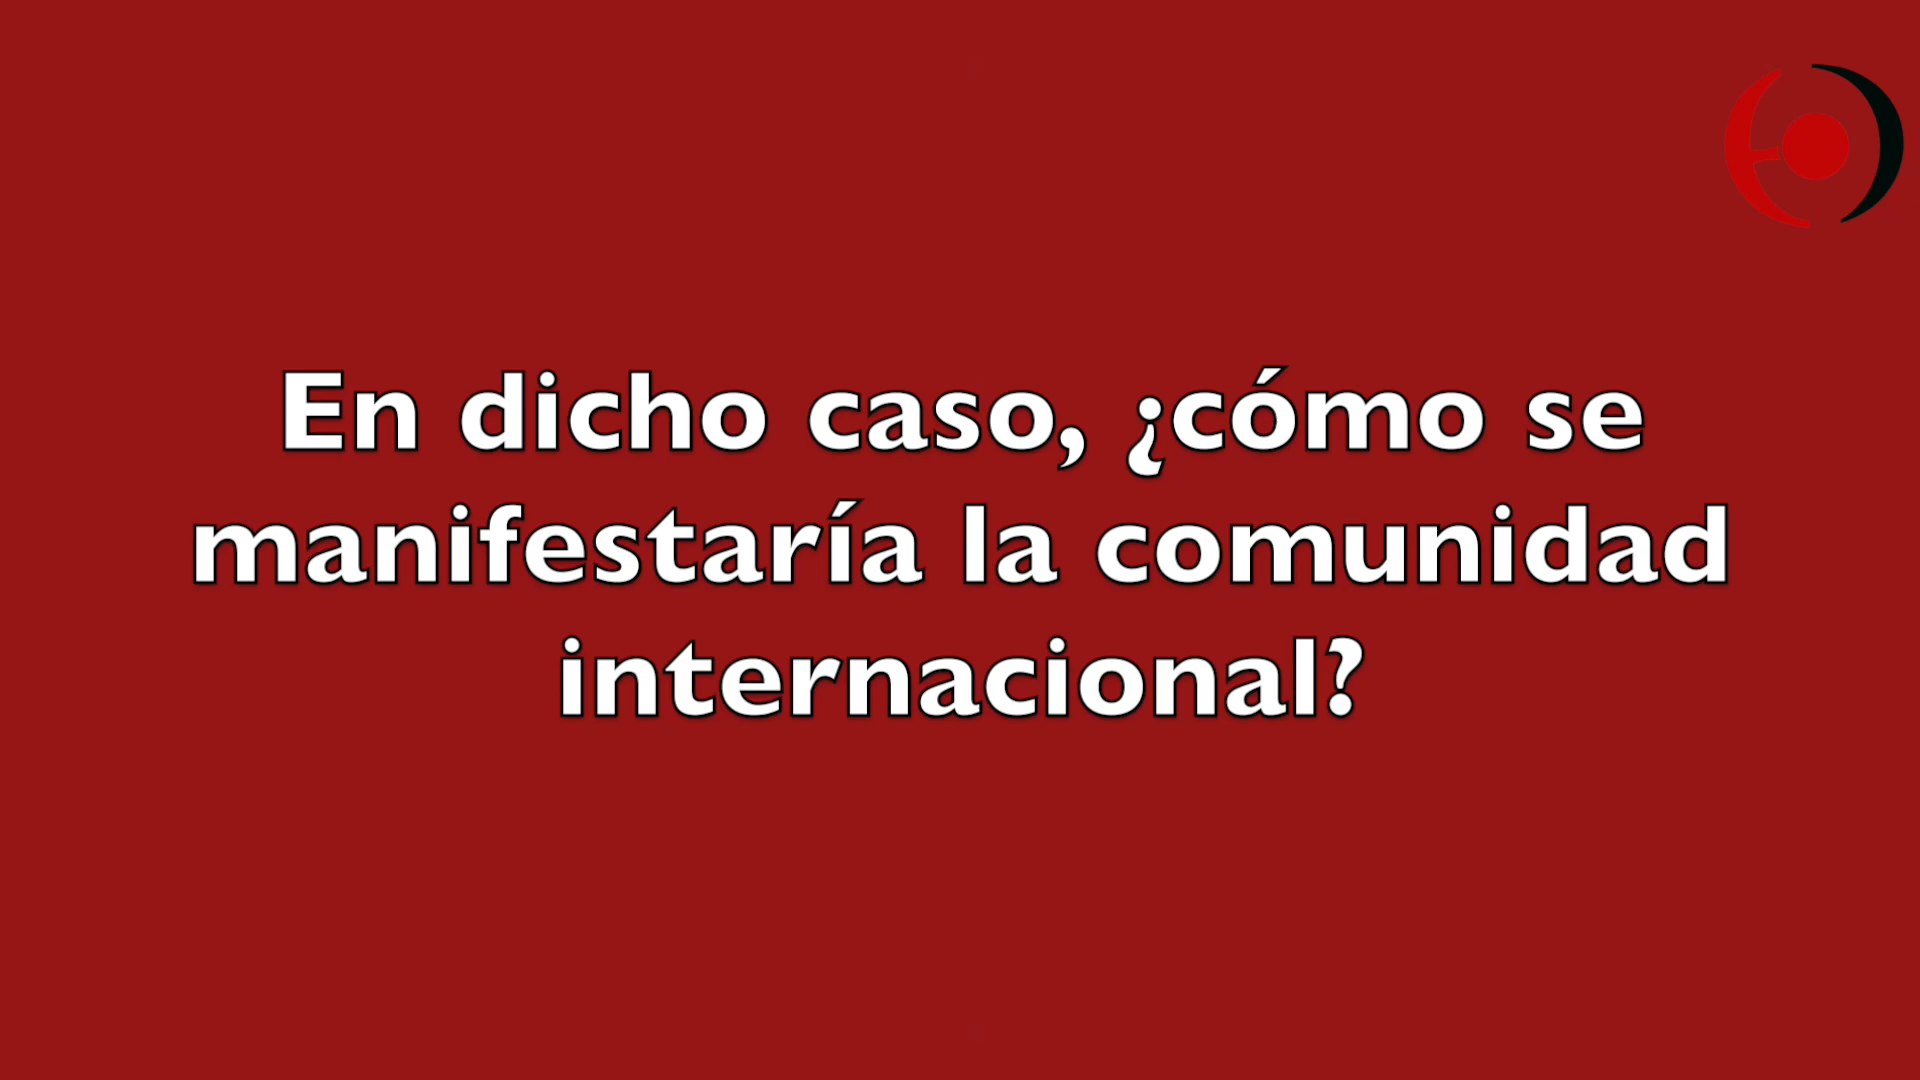 En dicho caso, ¿cómo se
manifestaría la comunidad
internacional?